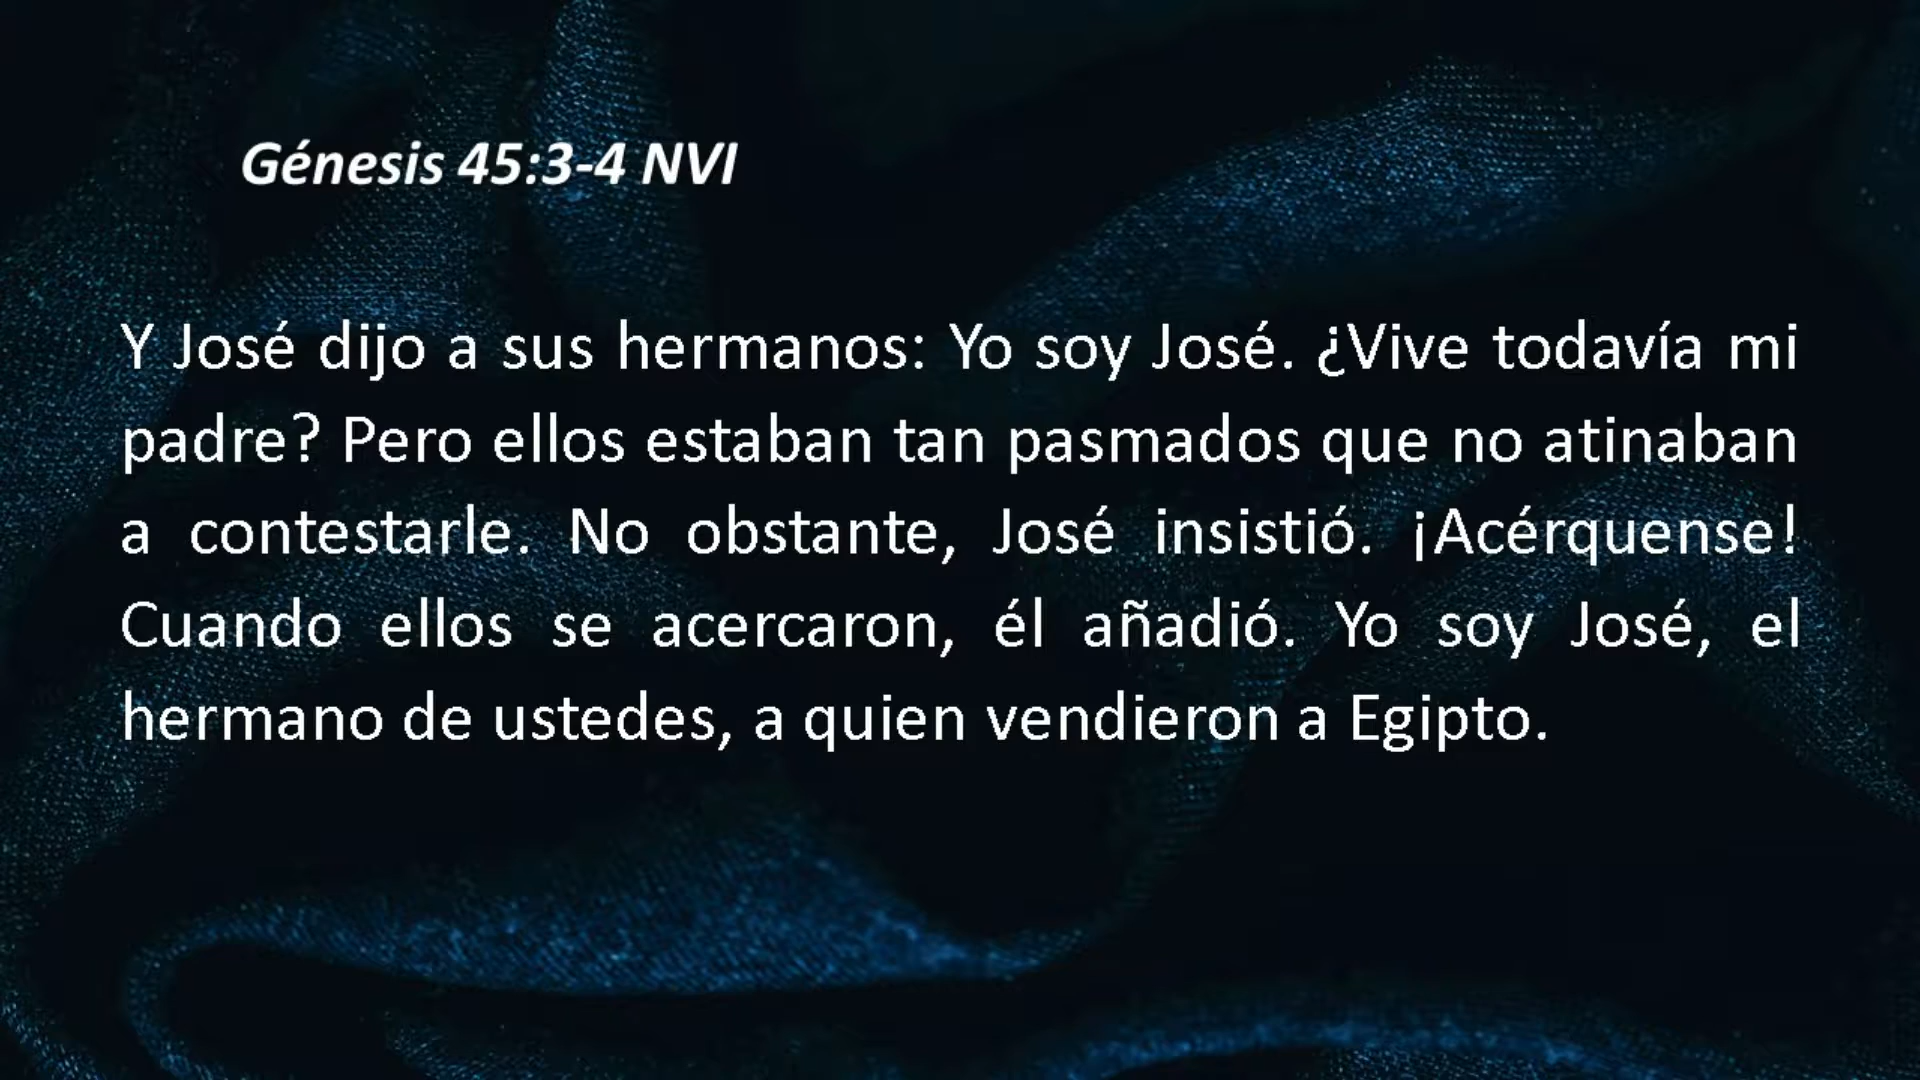 Génesis 45:3-4 NVI
Y José dijo a sus hermanos: Yo soy José. ¿Vive todavía mi
padre? Pero ellos estaban tan pasmados que no atinaban
a contestarle. No obstante, José insistió. ¡Acérquense!
Cuando ellos se acercaron, él añadió. Yo soy José, el
hermano de ustedes, a quien vendieron a Egipto.